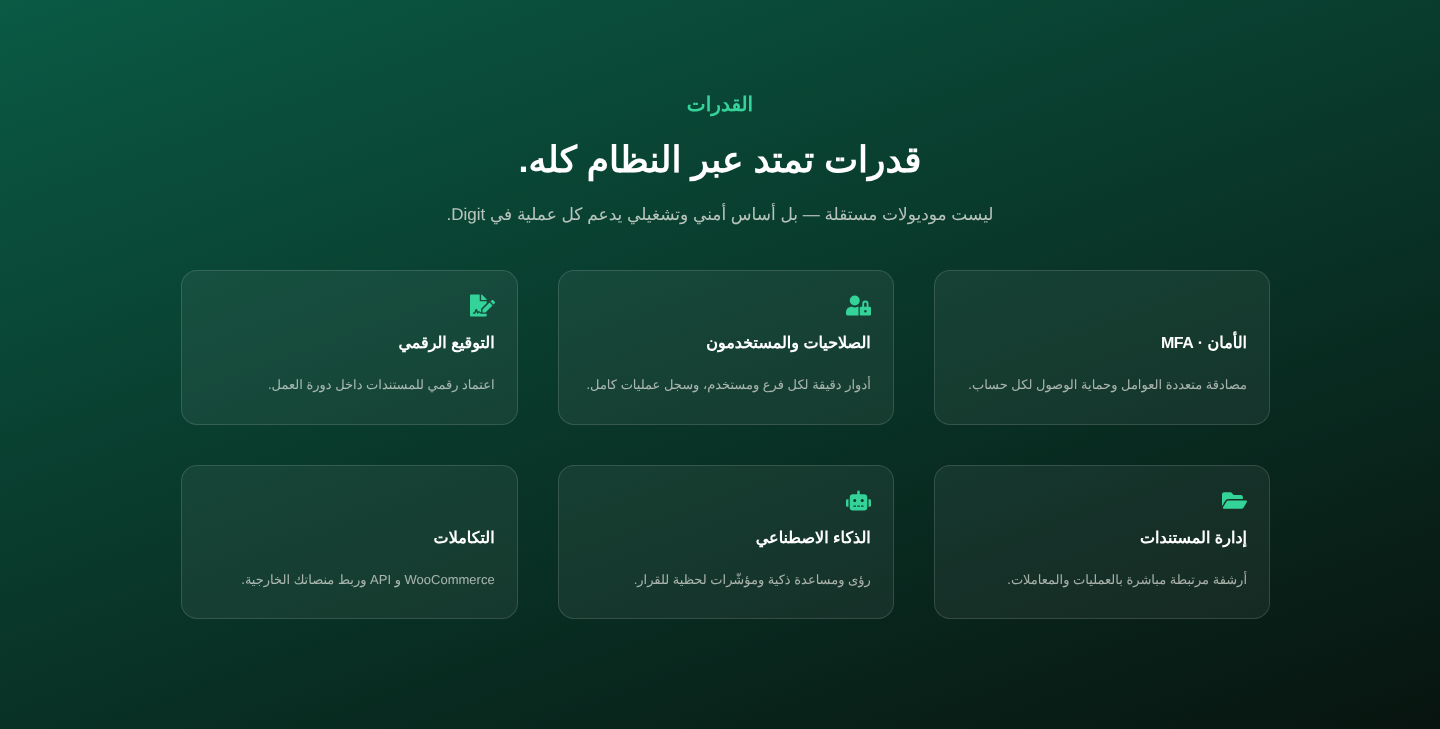 القدرات
قدرات تمتد عبر النظام كله.
ليست موديولات مستقلة — بل أساس أمني وتشغيلي يدعم كل عملية في Digit.
الأمان · MFA
مصادقة متعددة العوامل وحماية الوصول لكل حساب.
الصلاحيات والمستخدمون
أدوار دقيقة لكل فرع ومستخدم، وسجل عمليات كامل.
التوقيع الرقمي
اعتماد رقمي للمستندات داخل دورة العمل.
إدارة المستندات
أرشفة مرتبطة مباشرة بالعمليات والمعاملات.
الذكاء الاصطناعي
رؤى ومساعدة ذكية ومؤشّرات لحظية للقرار.
التكاملات
WooCommerce و API وربط منصاتك الخارجية.